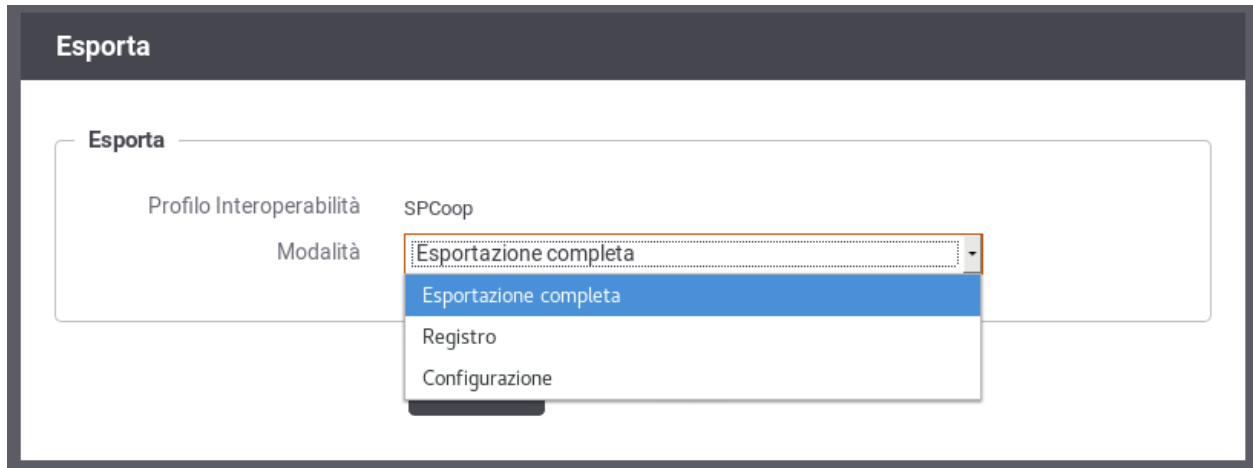 Esporta
Esporta
Profilo Interoperabilità SPCoop
Modalità Esportazione completa
Esportazione completa
Registro
Configurazione